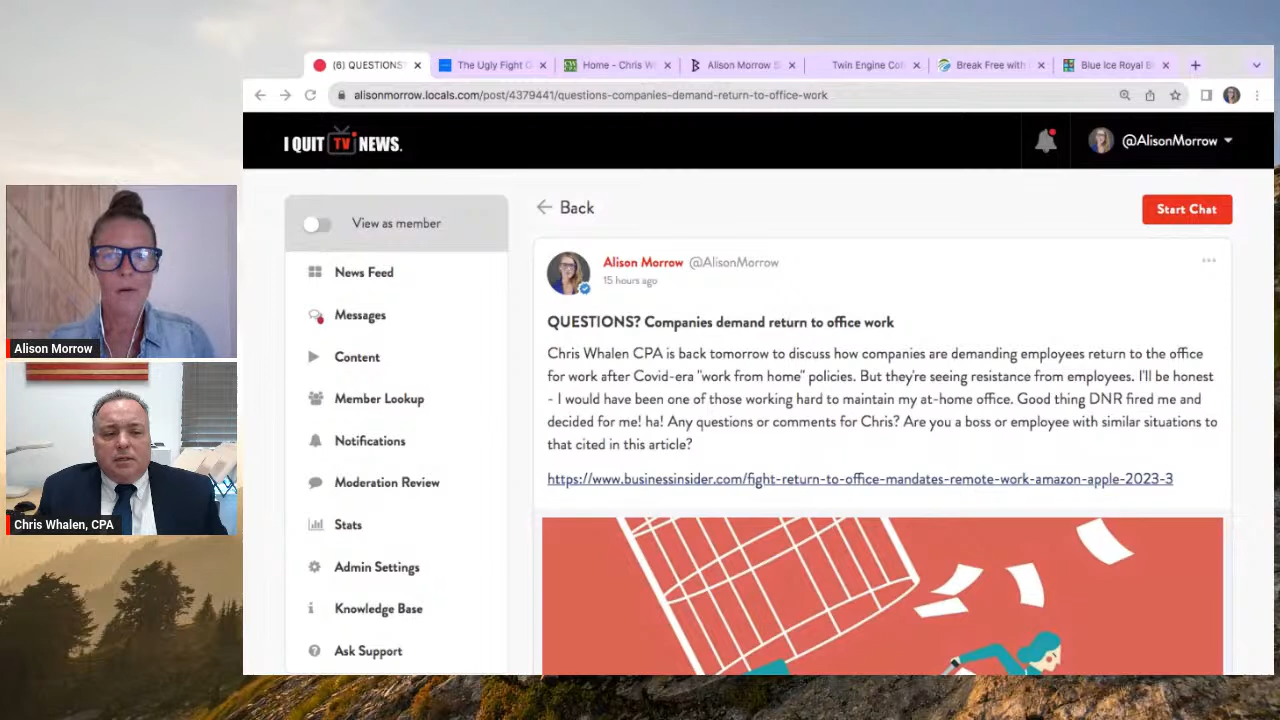 (6) QUESTIONS
The Ugly Fight
Home - Chris W
Alison Morrow
Twin Engine Co
Break Free with
Blue Ice Royal
alisonmorrow.locals.com/post/4379441/questions-companies-demand-return-to-office-work
I QUIT TV NEWS.
@AlisonMorrow
View as member
News Feed
Messages
Content
Member Lookup
Notifications
Moderation Review
Stats
Admin Settings
Knowledge Base
Ask Support
Back
Start Chat
Alison Morrow @AlisonMorrow
15 hours ago
QUESTIONS? Companies demand return to office work
Chris Whalen CPA is back tomorrow to discuss how companies are demanding employees return to the office
for work after Covid-era "work from home" policies. But they're seeing resistance from employees. I'll be honest
- I would have been one of those working hard to maintain my at-home office. Good thing DNR fired me and
decided for me! ha! Any questions or comments for Chris? Are you a boss or employee with similar situations to
that cited in this article?
https://www.businessinsider.com/fight-return-to-office-mandates-remote-work-amazon-apple-2023-3
Alison Morrow
Chris Whalen, CPA